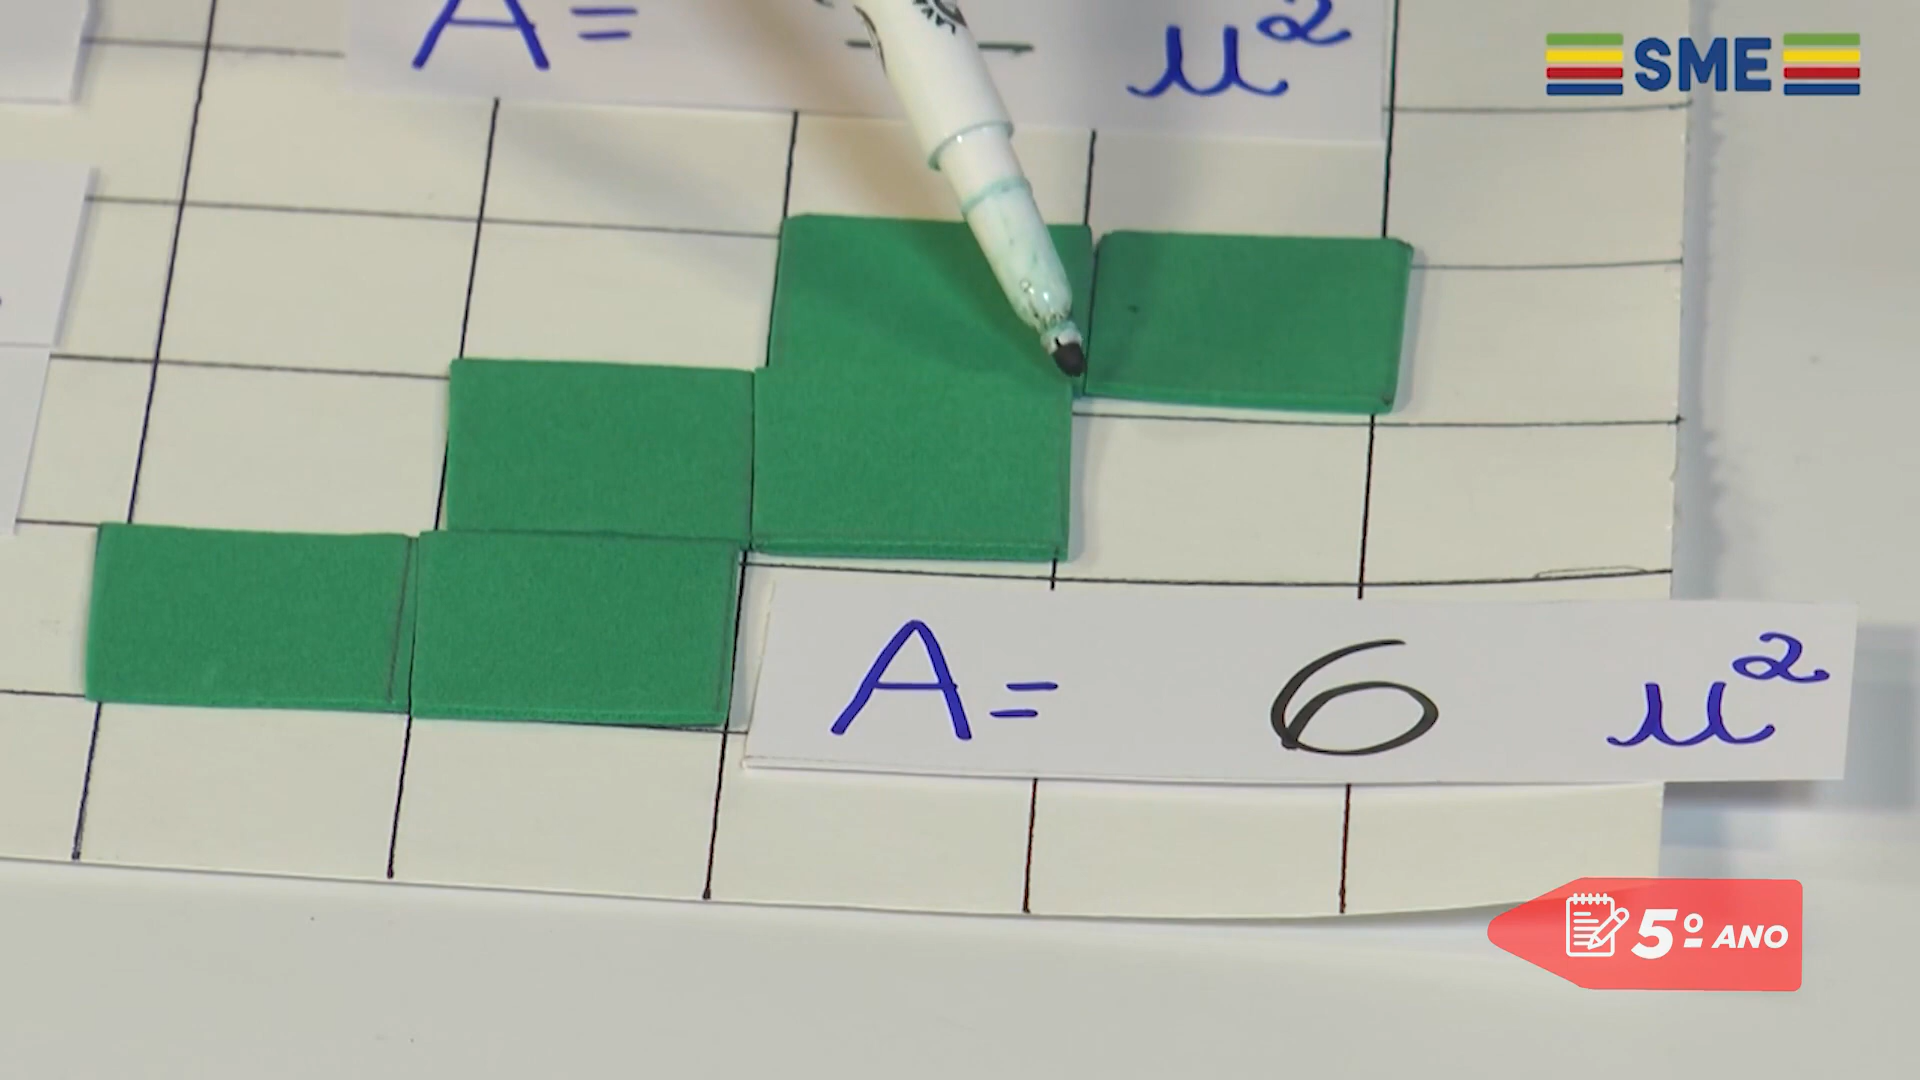 A= _ _ u²
SME
A= 6 u²
5º ANO